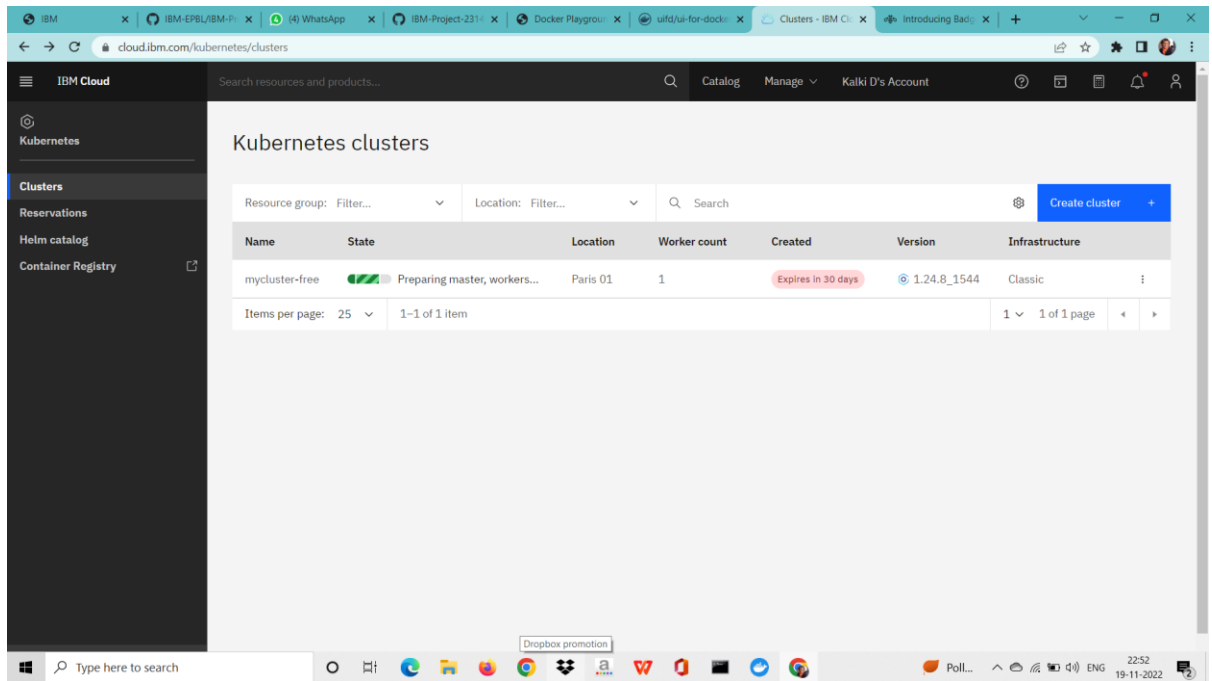 IBM
IBM-EPBL/IBM-Pr
(4) WhatsApp
IBM-Project-2314
Docker Playgroun
uifd/ui-for-docke
Clusters - IBM Clo
Introducing Badg
cloud.ibm.com/kubernetes/clusters
IBM Cloud
Search resources and products...
Catalog
Manage
Kalki D's Account
Kubernetes
Clusters
Reservations
Helm catalog
Container Registry
Kubernetes clusters
Resource group: Filter...
Location: Filter...
Search
Create cluster +
Name State Location Worker count Created Version Infrastructure
mycluster-free Preparing master, workers... Paris 01 1 Expires in 30 days 1.24.8_1544 Classic
Items per page: 25 1–1 of 1 item 1 1 of 1 page
Dropbox promotion
Type here to search
Poll...
ENG
22:52
19-11-2022
2